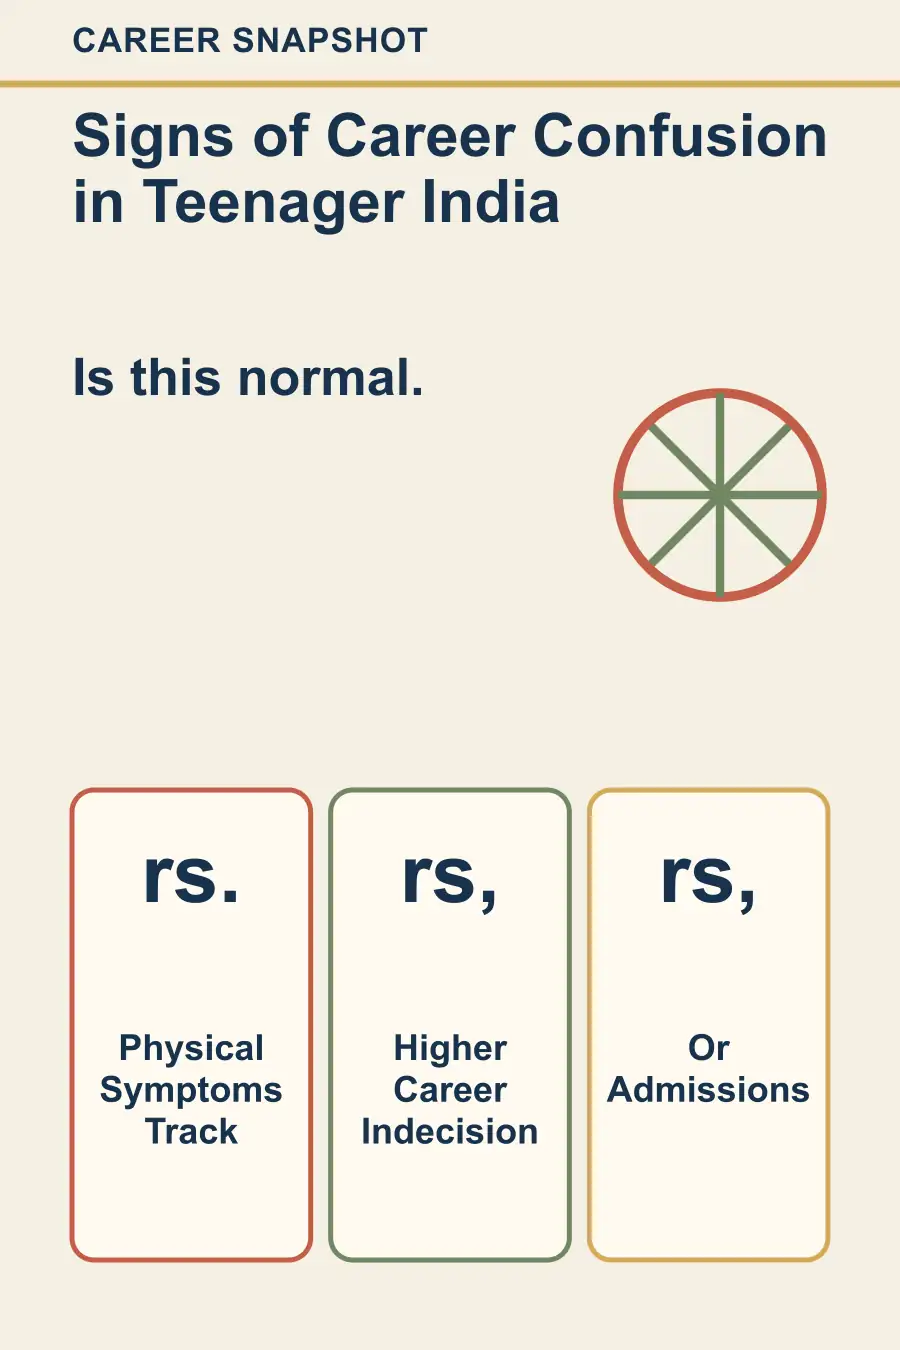 CAREER SNAPSHOT
Signs of Career Confusion
in Teenager India
Is this normal.
rs.
Physical
Symptoms
Track
rs,
Higher
Career
Indecision
rs,
Or
Admissions